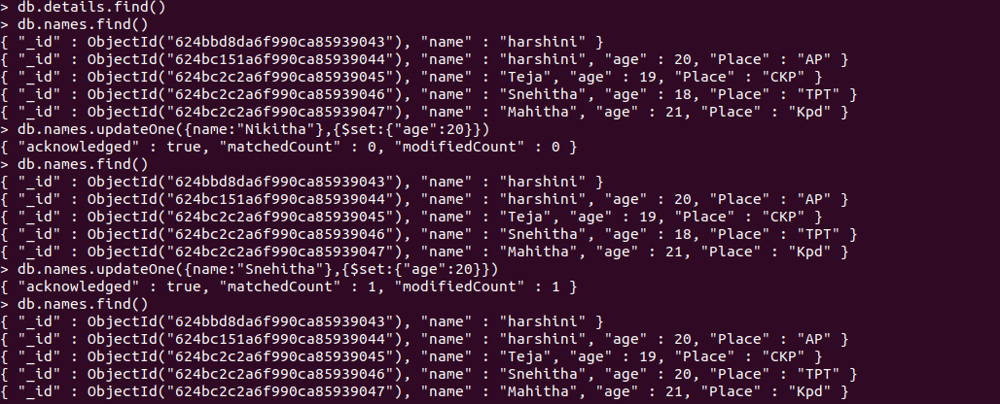 > db.details.find()
> db.names.find()
{ "_id" : ObjectId("624bbd8da6f990ca85939043"), "name" : "harshini" }
{ "_id" : ObjectId("624bc151a6f990ca85939044"), "name" : "harshini", "age" : 20, "Place" : "AP" }
{ "_id" : ObjectId("624bc2c2a6f990ca85939045"), "name" : "Teja", "age" : 19, "Place" : "CKP" }
{ "_id" : ObjectId("624bc2c2a6f990ca85939046"), "name" : "Snehitha", "age" : 18, "Place" : "TPT" }
{ "_id" : ObjectId("624bc2c2a6f990ca85939047"), "name" : "Mahitha", "age" : 21, "Place" : "Kpd" }
> db.names.updateOne({name:"Nikitha"},{$set:{"age":20}})
{ "acknowledged" : true, "matchedCount" : 0, "modifiedCount" : 0 }
> db.names.find()
{ "_id" : ObjectId("624bbd8da6f990ca85939043"), "name" : "harshini" }
{ "_id" : ObjectId("624bc151a6f990ca85939044"), "name" : "harshini", "age" : 20, "Place" : "AP" }
{ "_id" : ObjectId("624bc2c2a6f990ca85939045"), "name" : "Teja", "age" : 19, "Place" : "CKP" }
{ "_id" : ObjectId("624bc2c2a6f990ca85939046"), "name" : "Snehitha", "age" : 18, "Place" : "TPT" }
{ "_id" : ObjectId("624bc2c2a6f990ca85939047"), "name" : "Mahitha", "age" : 21, "Place" : "Kpd" }
> db.names.updateOne({name:"Snehitha"},{$set:{"age":20}})
{ "acknowledged" : true, "matchedCount" : 1, "modifiedCount" : 1 }
> db.names.find()
{ "_id" : ObjectId("624bbd8da6f990ca85939043"), "name" : "harshini" }
{ "_id" : ObjectId("624bc151a6f990ca85939044"), "name" : "harshini", "age" : 20, "Place" : "AP" }
{ "_id" : ObjectId("624bc2c2a6f990ca85939045"), "name" : "Teja", "age" : 19, "Place" : "CKP" }
{ "_id" : ObjectId("624bc2c2a6f990ca85939046"), "name" : "Snehitha", "age" : 20, "Place" : "TPT" }
{ "_id" : ObjectId("624bc2c2a6f990ca85939047"), "name" : "Mahitha", "age" : 21, "Place" : "Kpd" }